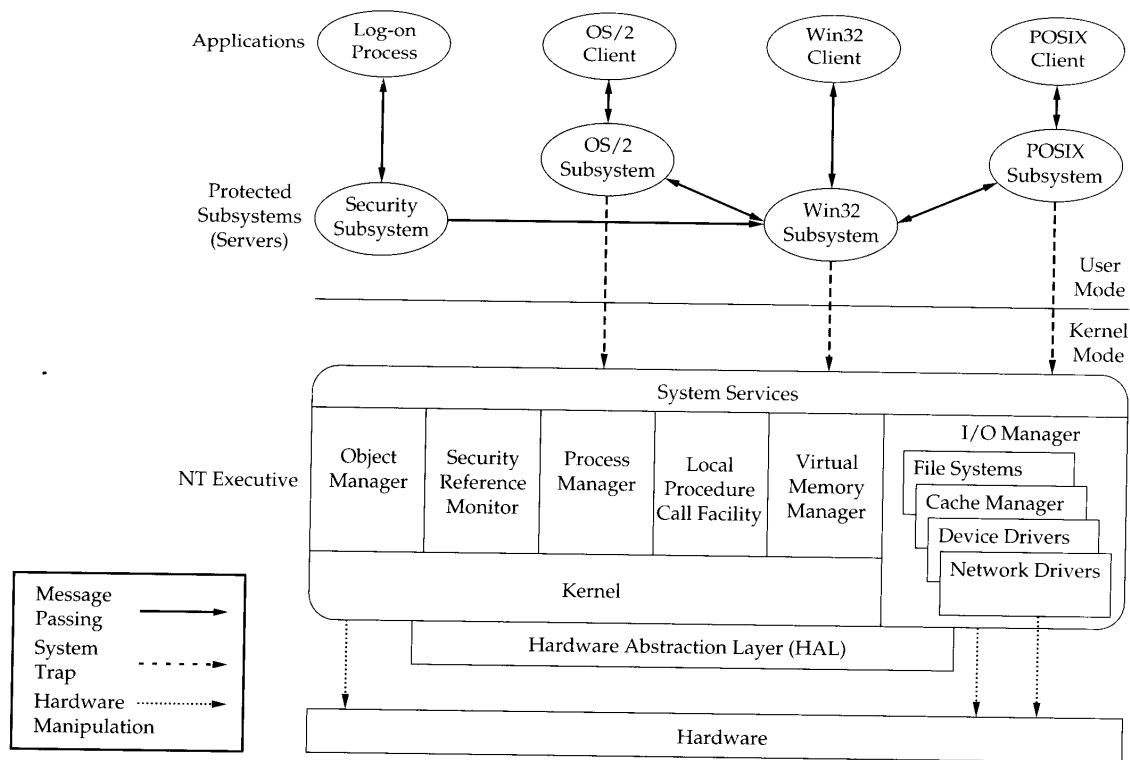 Applications
Log-on
Process
OS/2
Client
Win32
Client
POSIX
Client
OS/2
Subsystem
POSIX
Subsystem
Protected
Subsystems
(Servers)
Security
Subsystem
Win32
Subsystem
User
Mode
Kernel
Mode
System Services
NT Executive
Object
Manager
Security
Reference
Monitor
Process
Manager
Local
Procedure
Call Facility
Virtual
Memory
Manager
I/O Manager
File Systems
Cache Manager
Device Drivers
Network Drivers
Kernel
Hardware Abstraction Layer (HAL)
Hardware
Message
Passing
System
Trap
Hardware
Manipulation